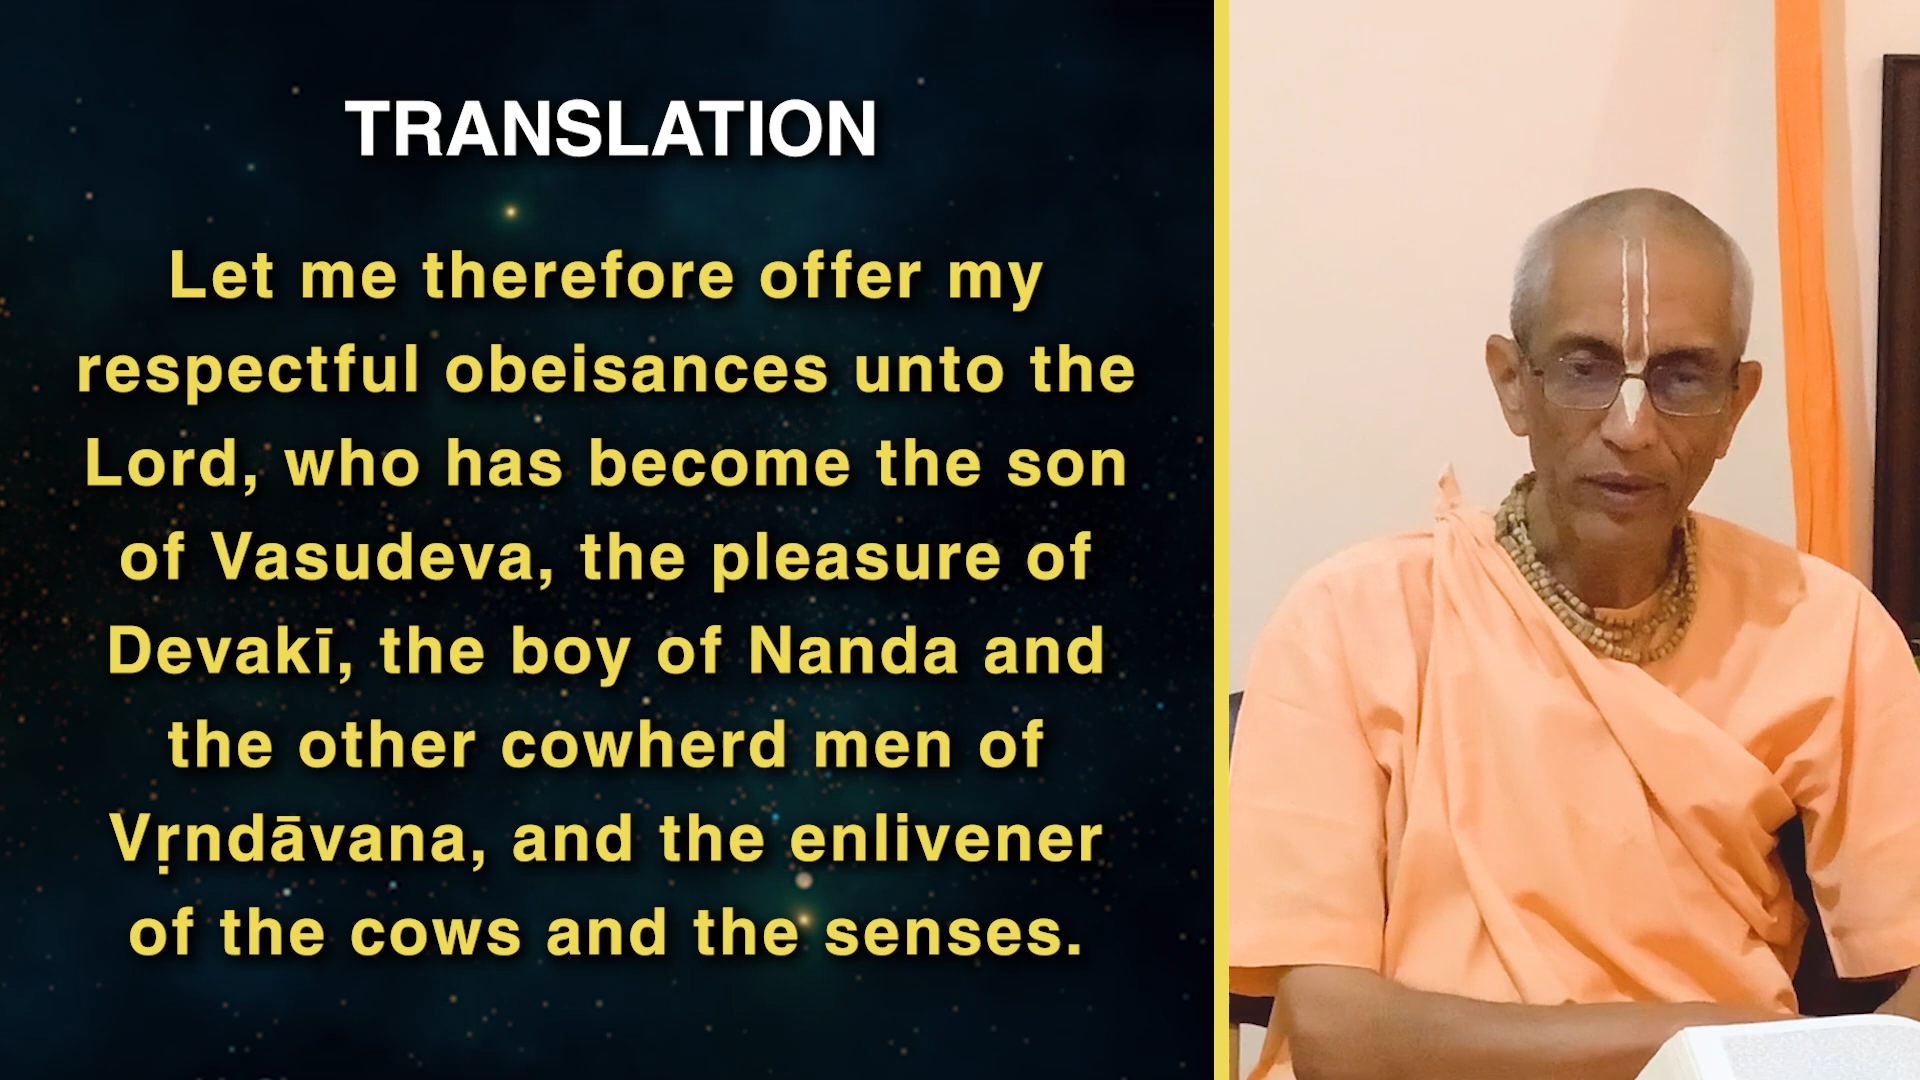 TRANSLATION
Let me therefore offer my
respectful obeisances unto the
Lord, who has become the son
of Vasudeva, the pleasure of
Devakī, the boy of Nanda and
the other cowherd men of
Vṛndāvana, and the enlivener
of the cows and the senses.